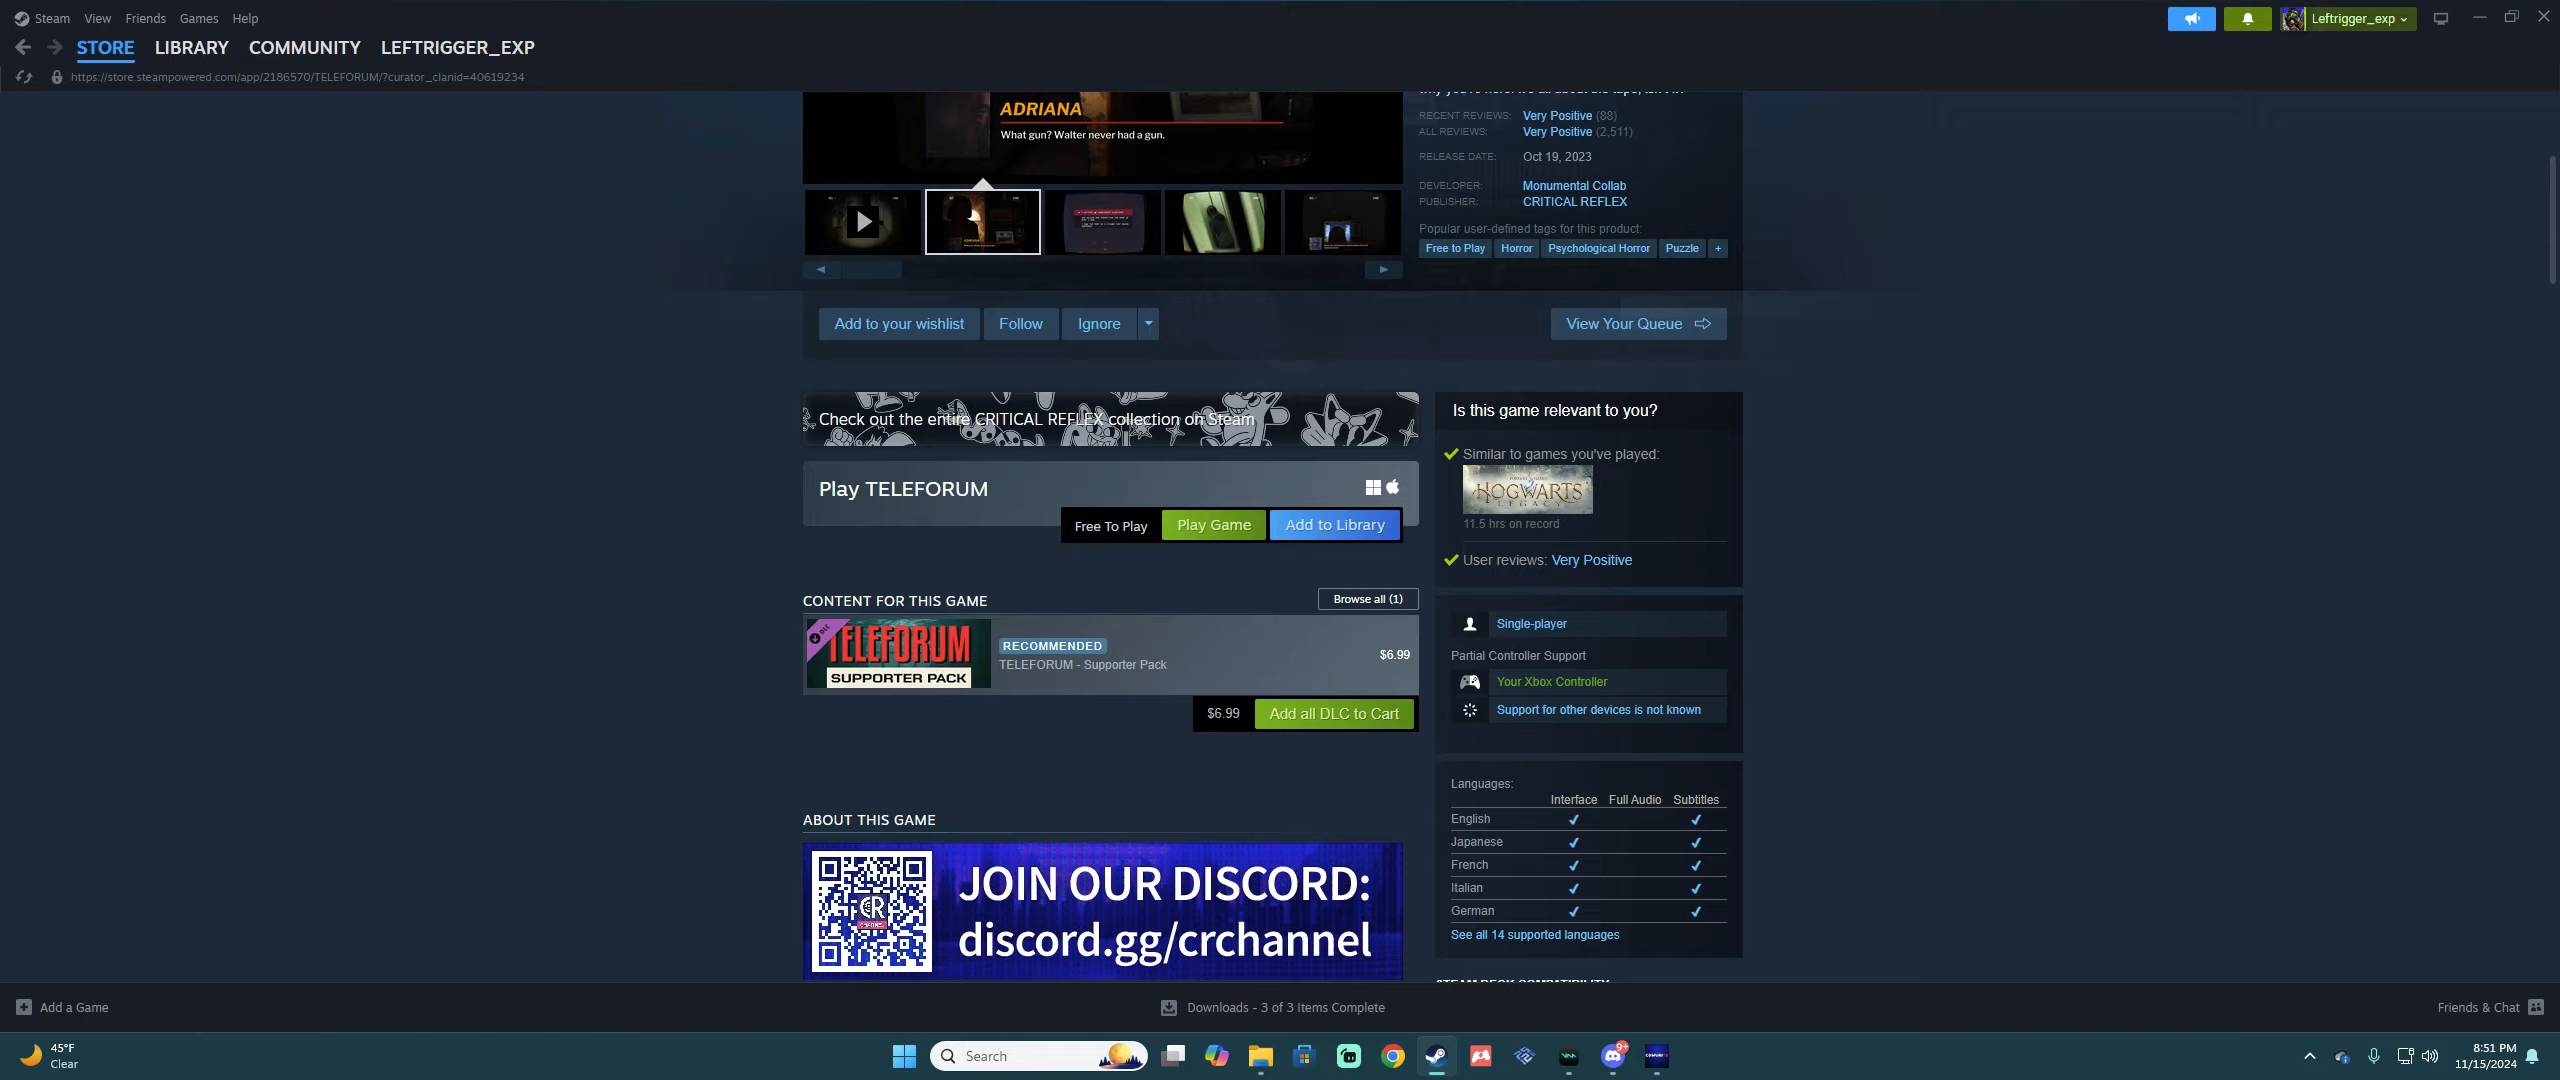 Steam View Friends Games Help
Leftrigger_exp
STORE LIBRARY COMMUNITY LEFTRIGGER_EXP
https://store.steampowered.com/app/2186570/TELEFORUM/?curator_clanid=40619234
ADRIANA
What gun? Walter never had a gun.
RECENT REVIEWS: Very Positive (88)
ALL REVIEWS: Very Positive (2,511)
RELEASE DATE: Oct 19, 2023
DEVELOPER: Monumental Collab
PUBLISHER: CRITICAL REFLEX
Popular user-defined tags for this product:
Free to Play Horror Psychological Horror Puzzle +
Add to your wishlist Follow Ignore View Your Queue
Check out the entire CRITICAL REFLEX collection on Steam
Play TELEFORUM
Free To Play Play Game Add to Library
CONTENT FOR THIS GAME Browse all (1)
DLC
TELEFORUM
SUPPORTER PACK
RECOMMENDED
TELEFORUM - Supporter Pack
$6.99
$6.99 Add all DLC to Cart
ABOUT THIS GAME
JOIN OUR DISCORD:
discord.gg/crchannel
Is this game relevant to you?
Similar to games you've played:
HOGWARTS
LEGACY
11.5 hrs on record
User reviews: Very Positive
Single-player
Partial Controller Support
Your Xbox Controller
Support for other devices is not known
Languages:
Interface Full Audio Subtitles
English
Japanese
French
Italian
German
See all 14 supported languages
Add a Game
Downloads - 3 of 3 Items Complete
Friends & Chat
45°F
Clear
Search
9+
8:51 PM
11/15/2024